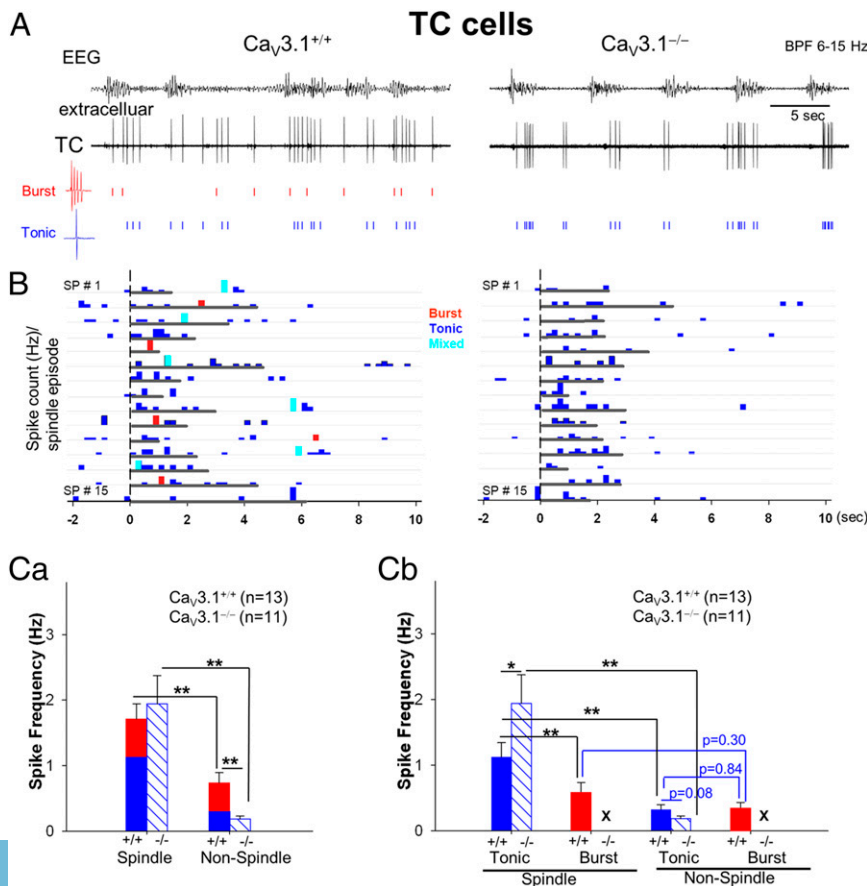 TC cells
A
CaV3.1+/+
CaV3.1−/−
BPF 6-15 Hz
EEG
extracelluar
5 sec
TC
Burst
Tonic
B
SP # 1
SP # 1
Burst
Tonic
Mixed
Spike count (Hz)/
spindle episode
SP # 15
SP # 15
-2 0 2 4 6 8 10
-2 0 2 4 6 8 10 (sec)
Ca
CaV3.1+/+ (n=13)
CaV3.1−/− (n=11)
Spike Frequency (Hz)
3
2
1
0
**
**
**
+/+ -/- +/+ -/-
Spindle Non-Spindle
Cb
CaV3.1+/+ (n=13)
CaV3.1−/− (n=11)
Spike Frequency (Hz)
3
2
1
0
*
**
**
**
p=0.30
p=0.84
p=0.08
X X
+/+ -/- +/+ -/- +/+ -/- +/+ -/-
Tonic Burst Tonic Burst
Spindle Non-Spindle